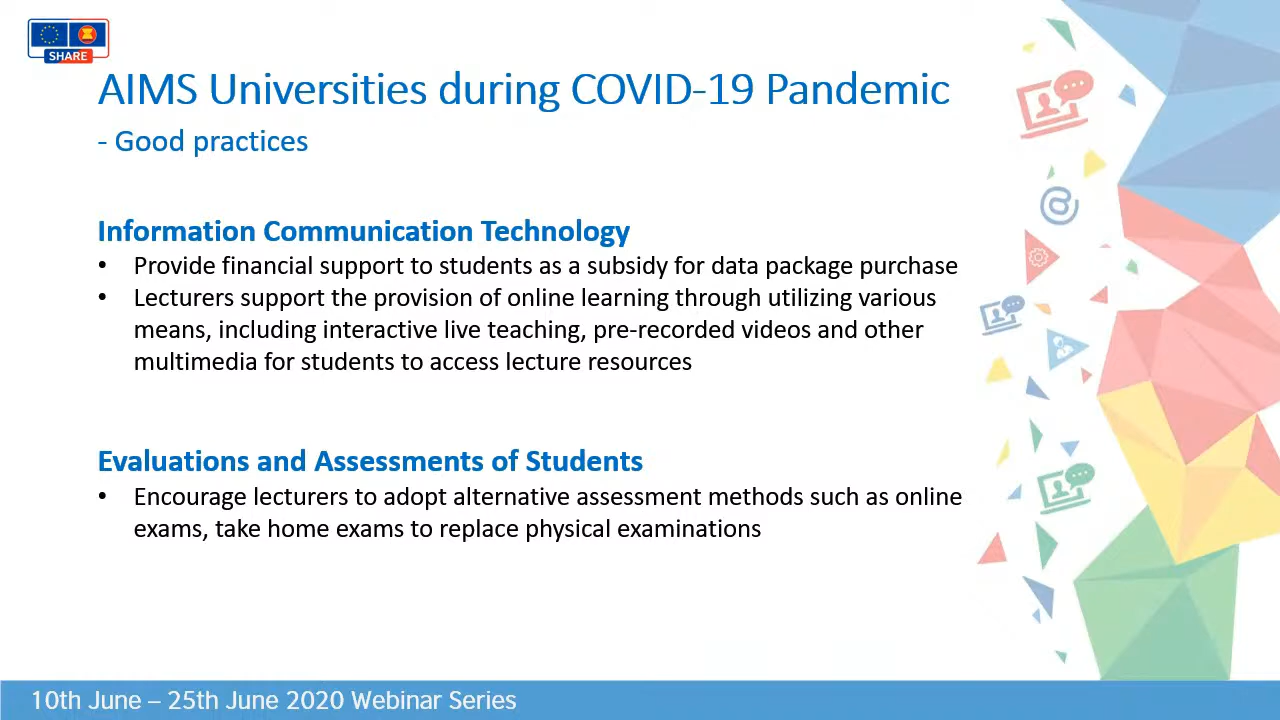 SHARE
AIMS Universities during COVID-19 Pandemic
- Good practices
Information Communication Technology
• Provide financial support to students as a subsidy for data package purchase
• Lecturers support the provision of online learning through utilizing various
means, including interactive live teaching, pre-recorded videos and other
multimedia for students to access lecture resources
Evaluations and Assessments of Students
• Encourage lecturers to adopt alternative assessment methods such as online
exams, take home exams to replace physical examinations
@
10th June – 25th June 2020 Webinar Series